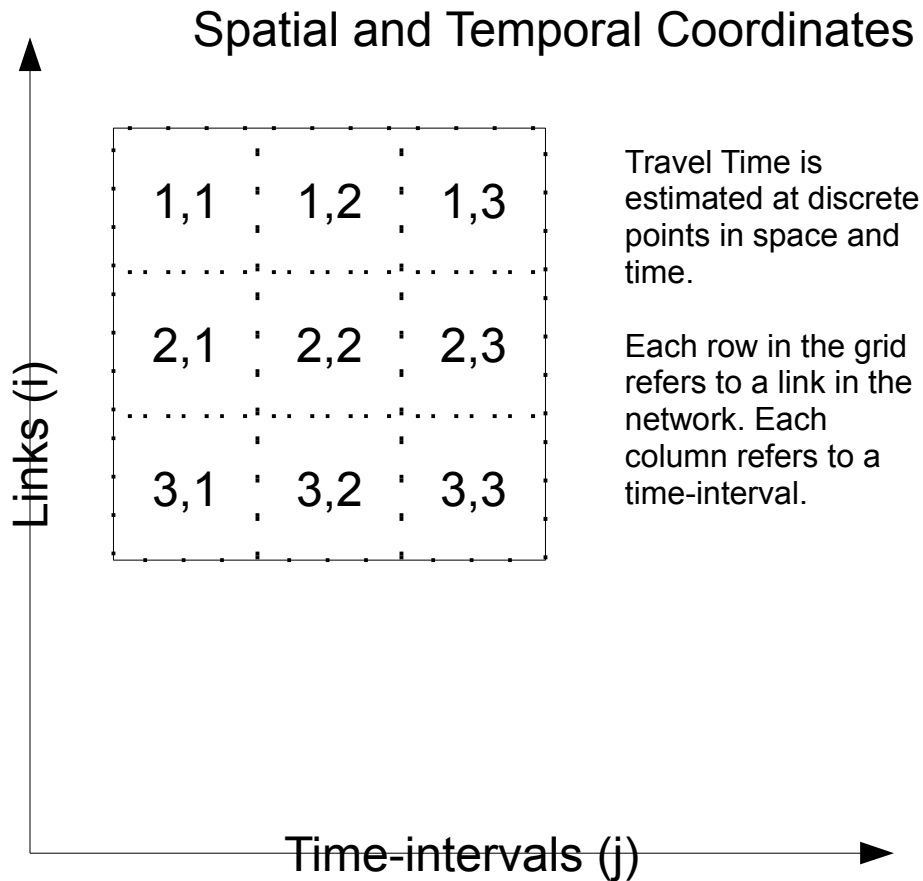 Spatial and Temporal Coordinates
1,1 1,2 1,3
2,1 2,2 2,3
3,1 3,2 3,3
Travel Time is
estimated at discrete
points in space and
time.
Each row in the grid
refers to a link in the
network. Each
column refers to a
time-interval.
Links (i)
Time-intervals (j)